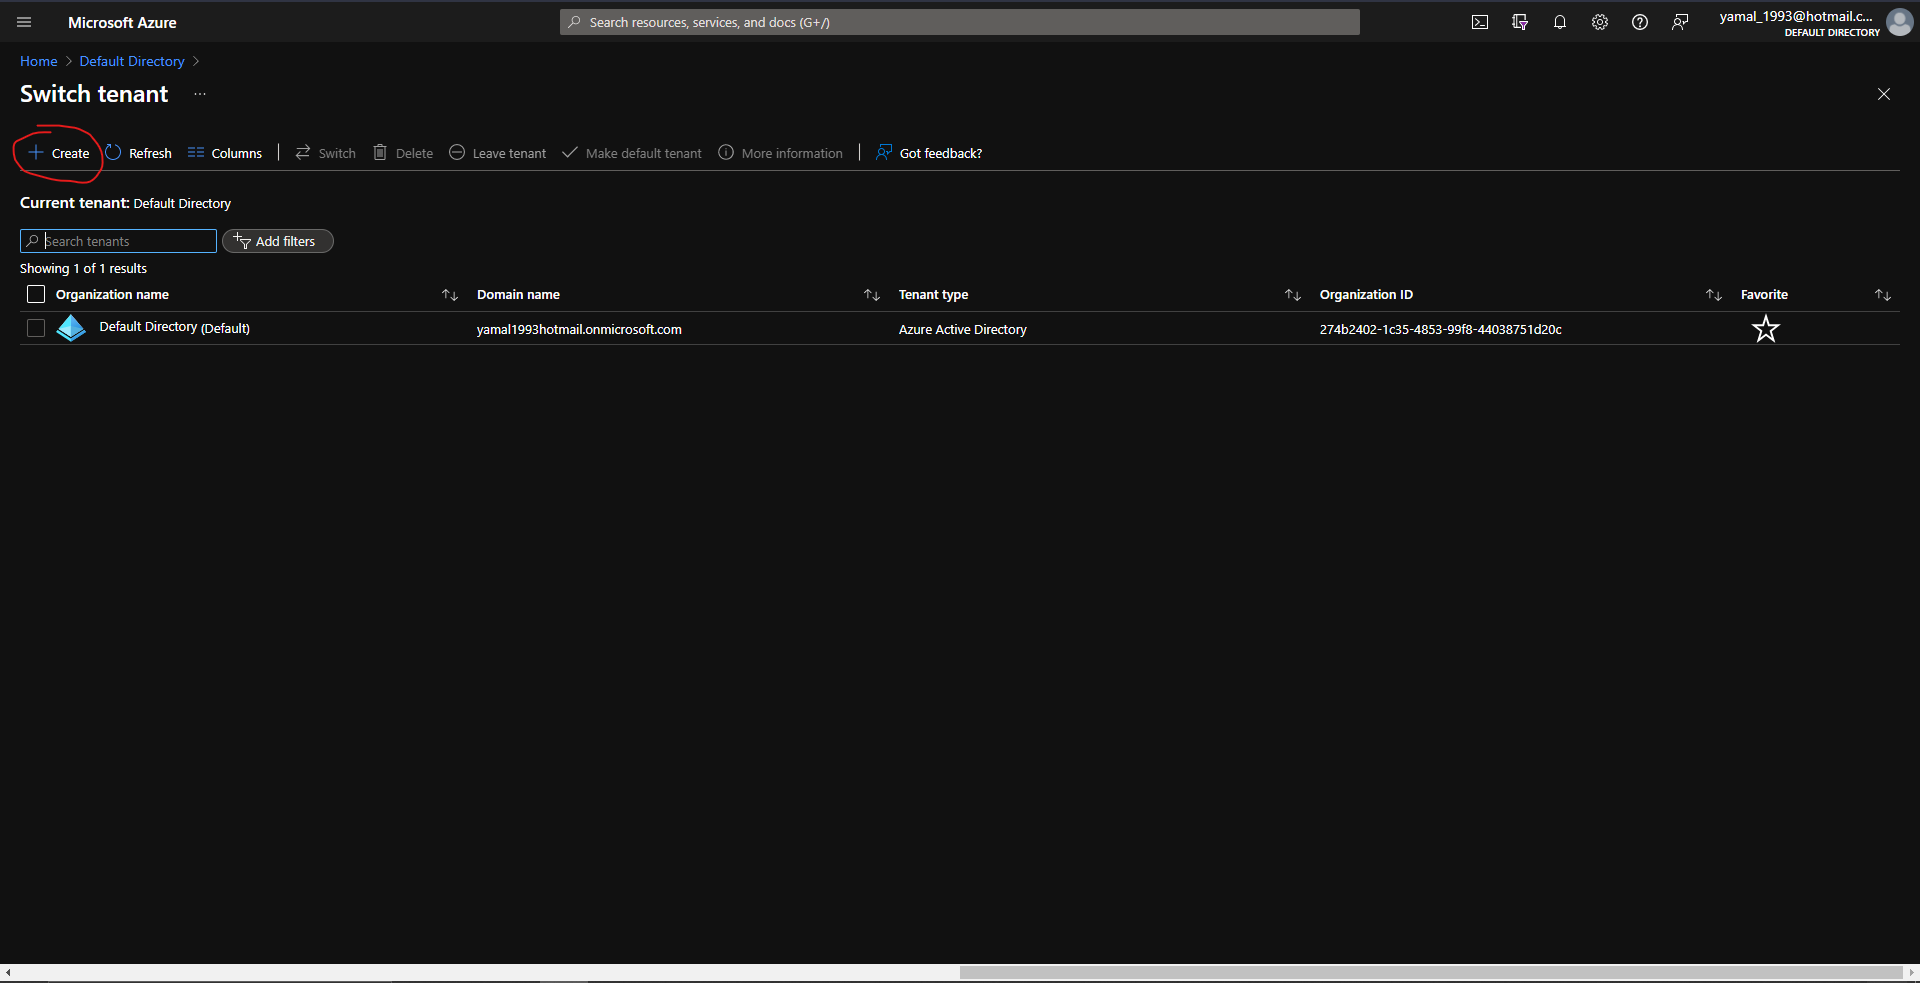 Microsoft Azure
Search resources, services, and docs (G+/)
yamal_1993@hotmail.c...
DEFAULT DIRECTORY
Home > Default Directory >
Switch tenant ...
+ Create Refresh Columns Switch Delete Leave tenant Make default tenant More information Got feedback?
Current tenant: Default Directory
Search tenants Add filters
Showing 1 of 1 results
Organization name Domain name Tenant type Organization ID Favorite
Default Directory (Default) yamal1993hotmail.onmicrosoft.com Azure Active Directory 274b2402-1c35-4853-99f8-44038751d20c